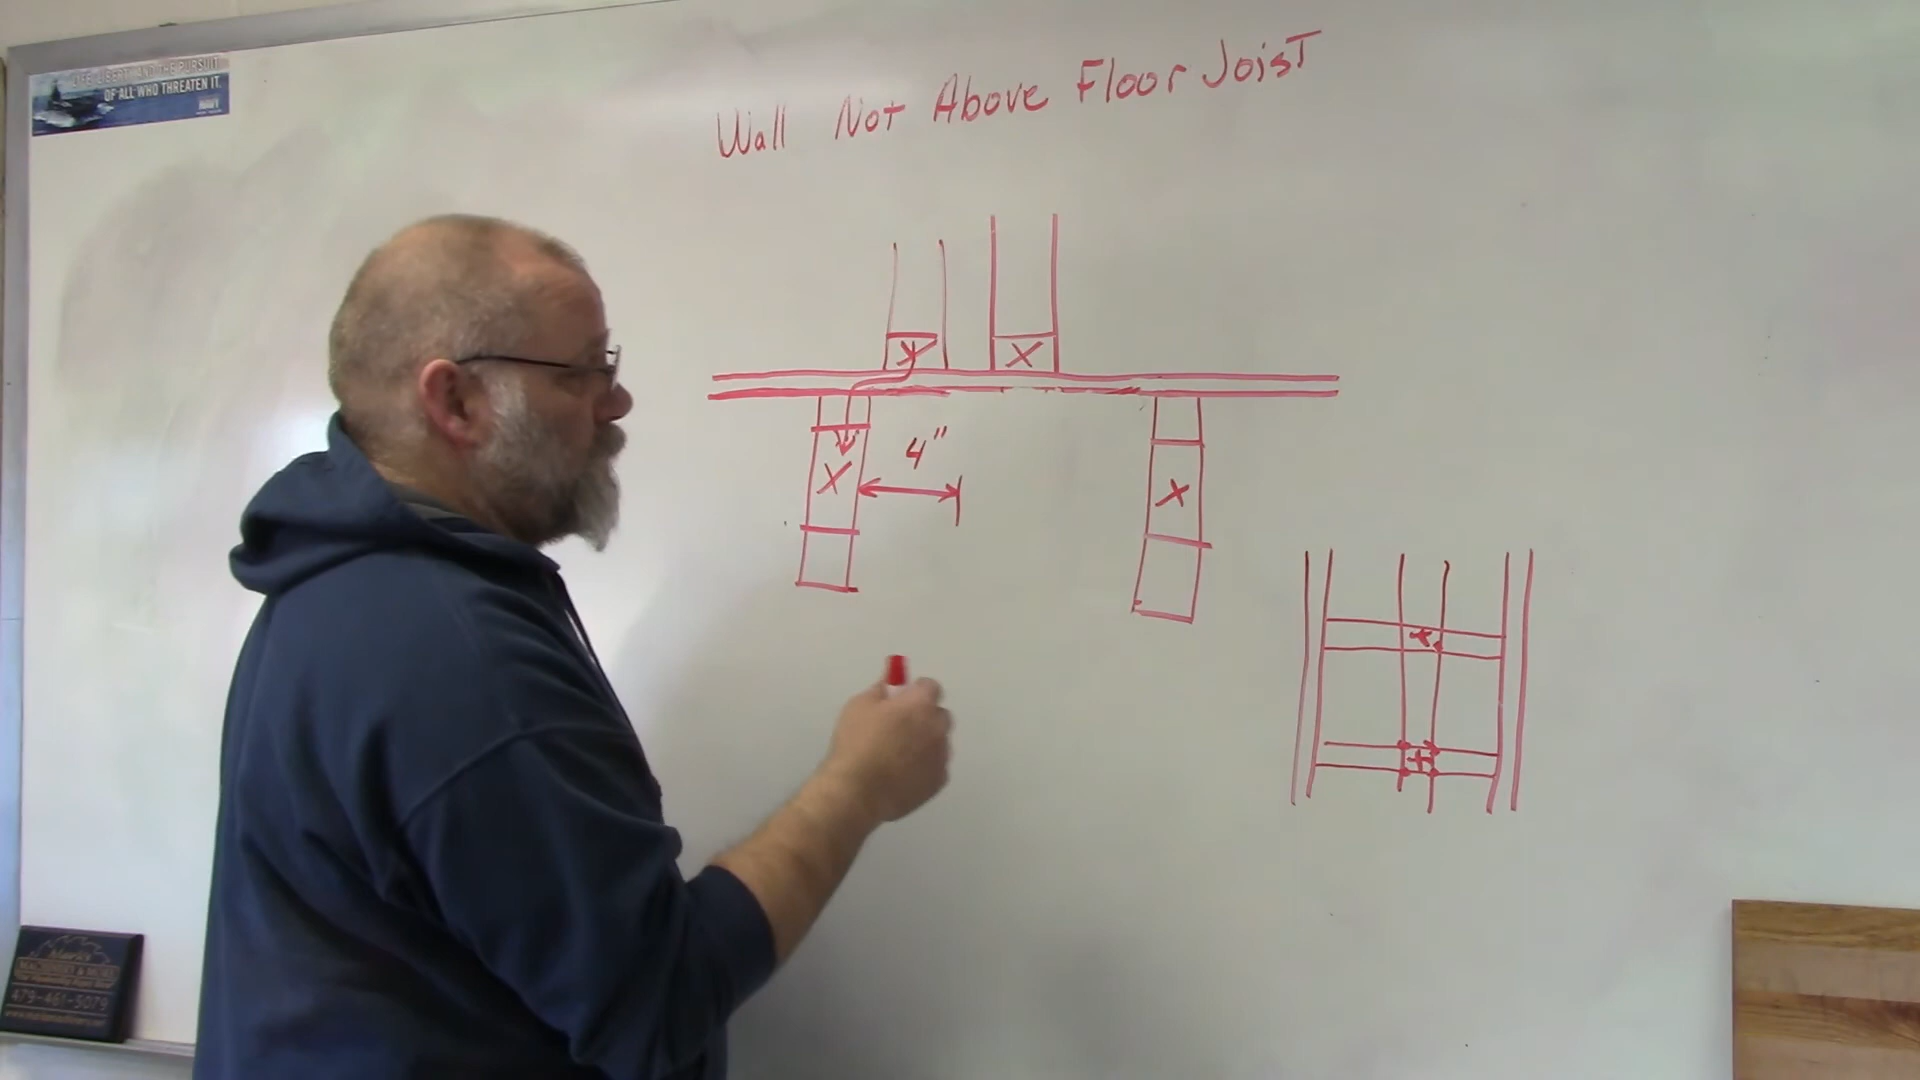 LIFE, LIBERTY AND THE PURSUIT
OF ALL WHO THREATEN IT.
NAVY
Wall Not Above Floor Joist
X X
4"
X X
479-461-5079